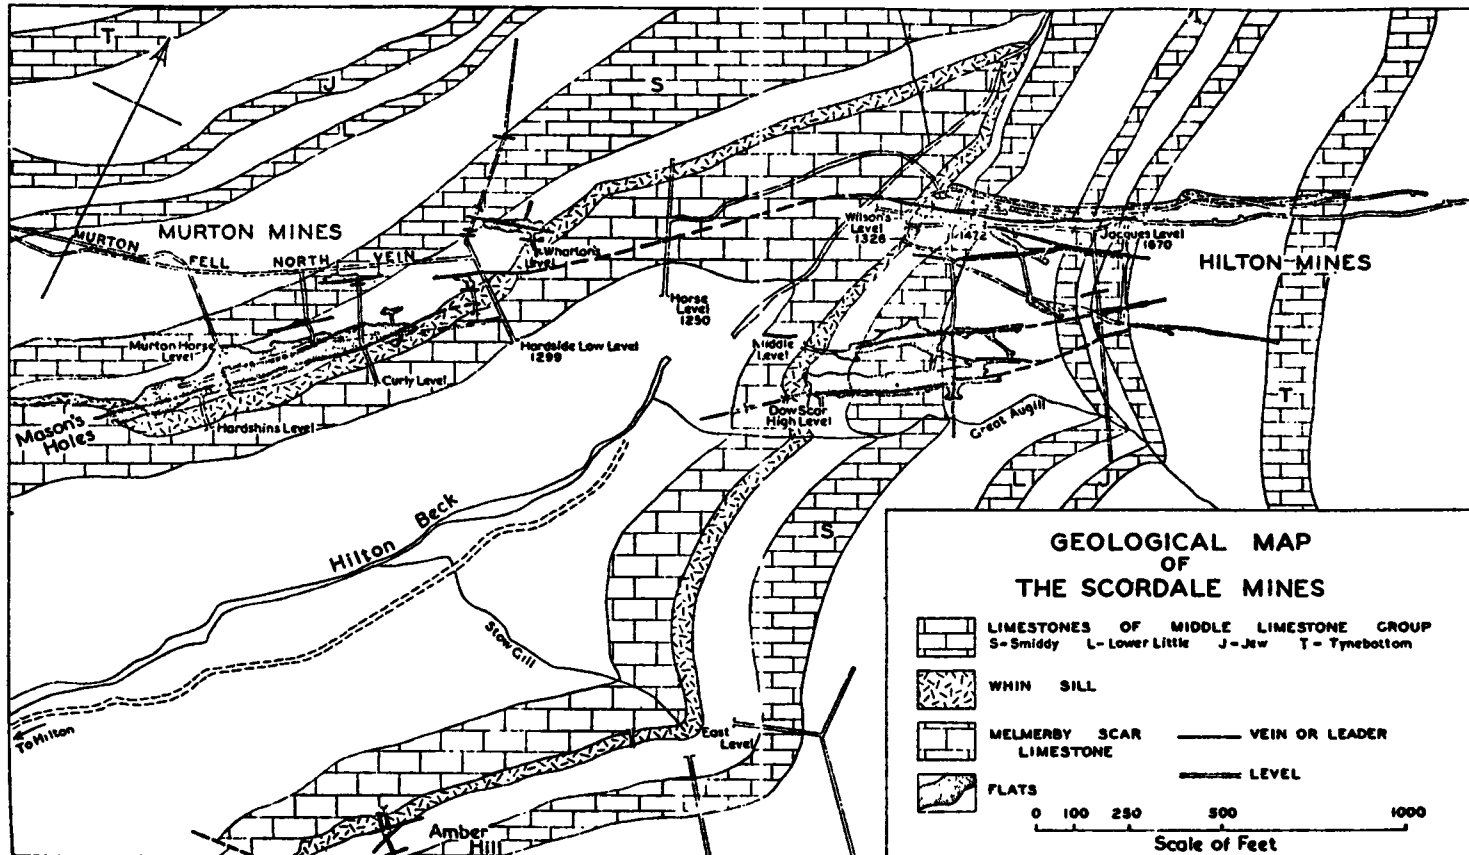 T
J
S
MURTON MINES
MURTON
FELL
NORTH
VEIN
Wharton's
Level
Wilson's
Level
1326
1472
Jacques Level
1670
HILTON MINES
Horse
Level
1250
Murton Horse
Level
Hardside Low Level
1299
Middle
Level
Curly Level
Mason's
Holes
Hardshins Level
Dow Scar
High Level
Great Augill
T
L
J
S
Hilton Beck
Stow Gill
To Hilton
East
Level
Amber
Hill
GEOLOGICAL MAP
OF
THE SCORDALE MINES
LIMESTONES OF MIDDLE LIMESTONE GROUP
S-Smiddy L-Lower Little J-Jew T-Tynebottom
WHIN SILL
MELMERBY SCAR
LIMESTONE
VEIN OR LEADER
LEVEL
FLATS
0 100 250 500 1000
Scale of Feet